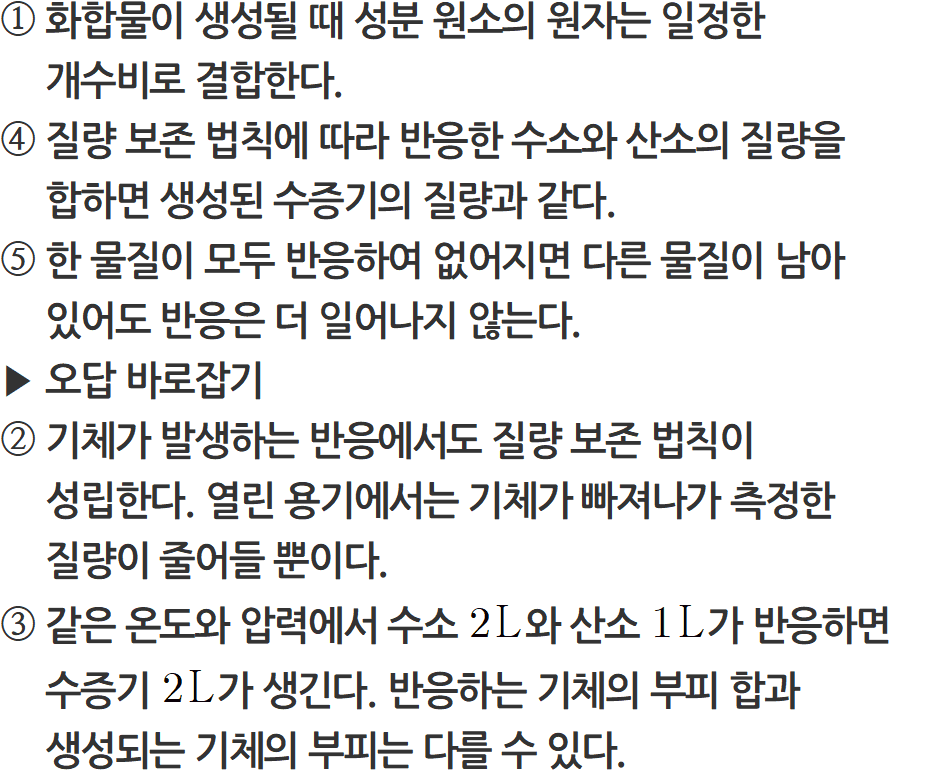 ① 화합물이 생성될 때 성분 원소의 원자는 일정한
개수비로 결합한다.
④ 질량 보존 법칙에 따라 반응한 수소와 산소의 질량을
합하면 생성된 수증기의 질량과 같다.
⑤ 한 물질이 모두 반응하여 없어지면 다른 물질이 남아
있어도 반응은 더 일어나지 않는다.
▶ 오답 바로잡기
② 기체가 발생하는 반응에서도 질량 보존 법칙이
성립한다. 열린 용기에서는 기체가 빠져나가 측정한
질량이 줄어들 뿐이다.
③ 같은 온도와 압력에서 수소 2L와 산소 1L가 반응하면
수증기 2L가 생긴다. 반응하는 기체의 부피 합과
생성되는 기체의 부피는 다를 수 있다.